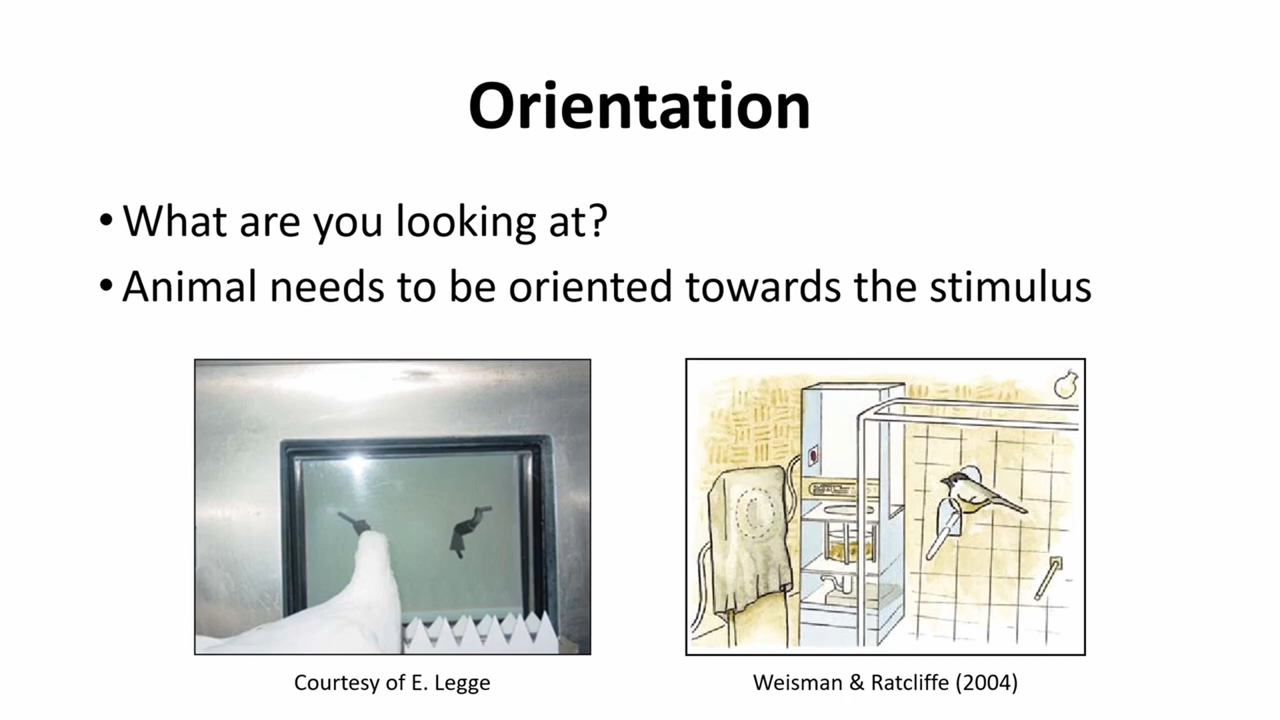 Orientation
• What are you looking at?
• Animal needs to be oriented towards the stimulus
Courtesy of E. Legge
Weisman & Ratcliffe (2004)